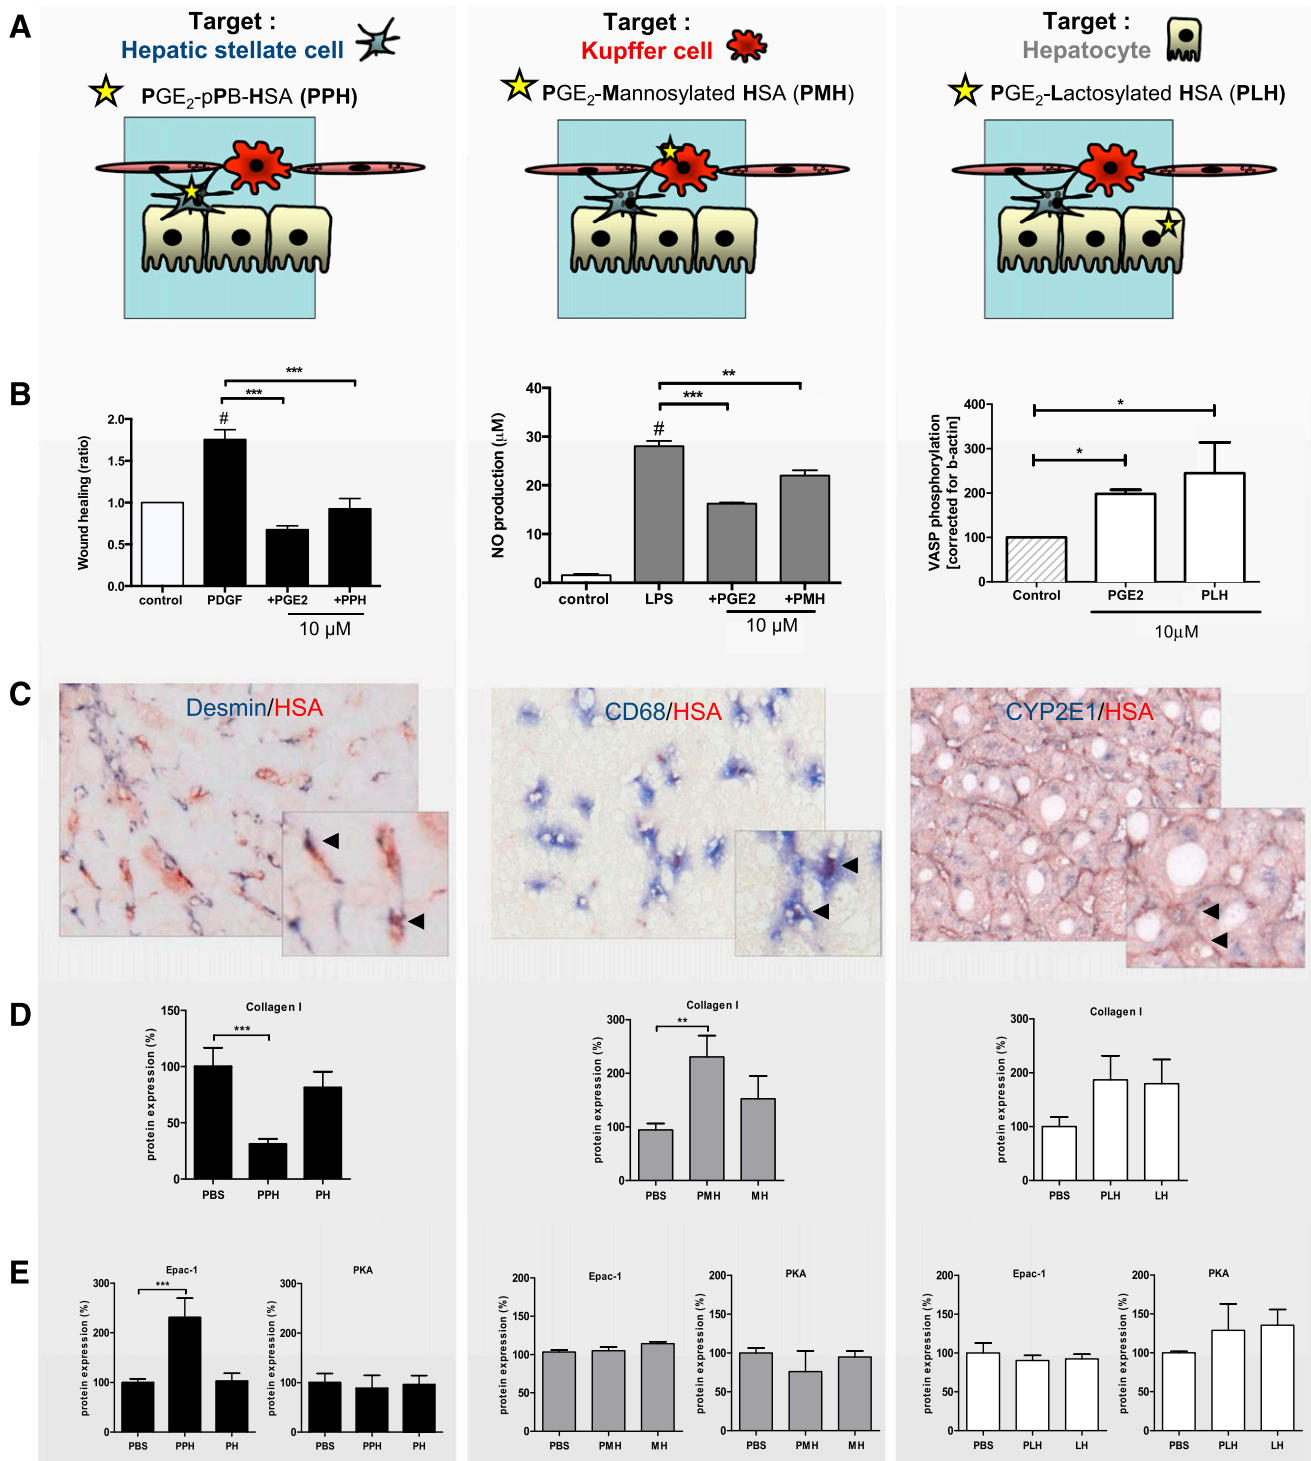 A
Target :
Hepatic stellate cell
PGE2-pPB-HSA (PPH)
Target :
Kupffer cell
PGE2-Mannosylated HSA (PMH)
Target :
Hepatocyte
PGE2-Lactosylated HSA (PLH)
B
Wound healing (ratio)
2.0
1.5
1.0
0.5
0.0
***
***
#
control
PDGF
+PGE2
+PPH
10 µM
NO production (µM)
40
30
20
10
0
**
***
#
control
LPS
+PGE2
+PMH
10 µM
VASP phosphorylation
[corrected for b-actin]
400
300
200
100
0
*
*
Control
PGE2
PLH
10µM
C
Desmin/HSA
CD68/HSA
CYP2E1/HSA
D
Collagen I
protein expression (%)
150
100
50
0
***
PBS
PPH
PH
Collagen I
protein expression (%)
300
200
100
0
**
PBS
PMH
MH
Collagen I
protein expression (%)
300
200
100
0
PBS
PLH
LH
E
Epac-1
protein expression (%)
300
200
100
0
***
PBS
PPH
PH
PKA
protein expression (%)
300
200
100
0
PBS
PPH
PH
Epac-1
protein expression (%)
200
150
100
50
0
PBS
PMH
MH
PKA
protein expression (%)
200
150
100
50
0
PBS
PMH
MH
Epac-1
protein expression (%)
200
150
100
50
0
PBS
PLH
LH
PKA
protein expression (%)
200
150
100
50
0
PBS
PLH
LH